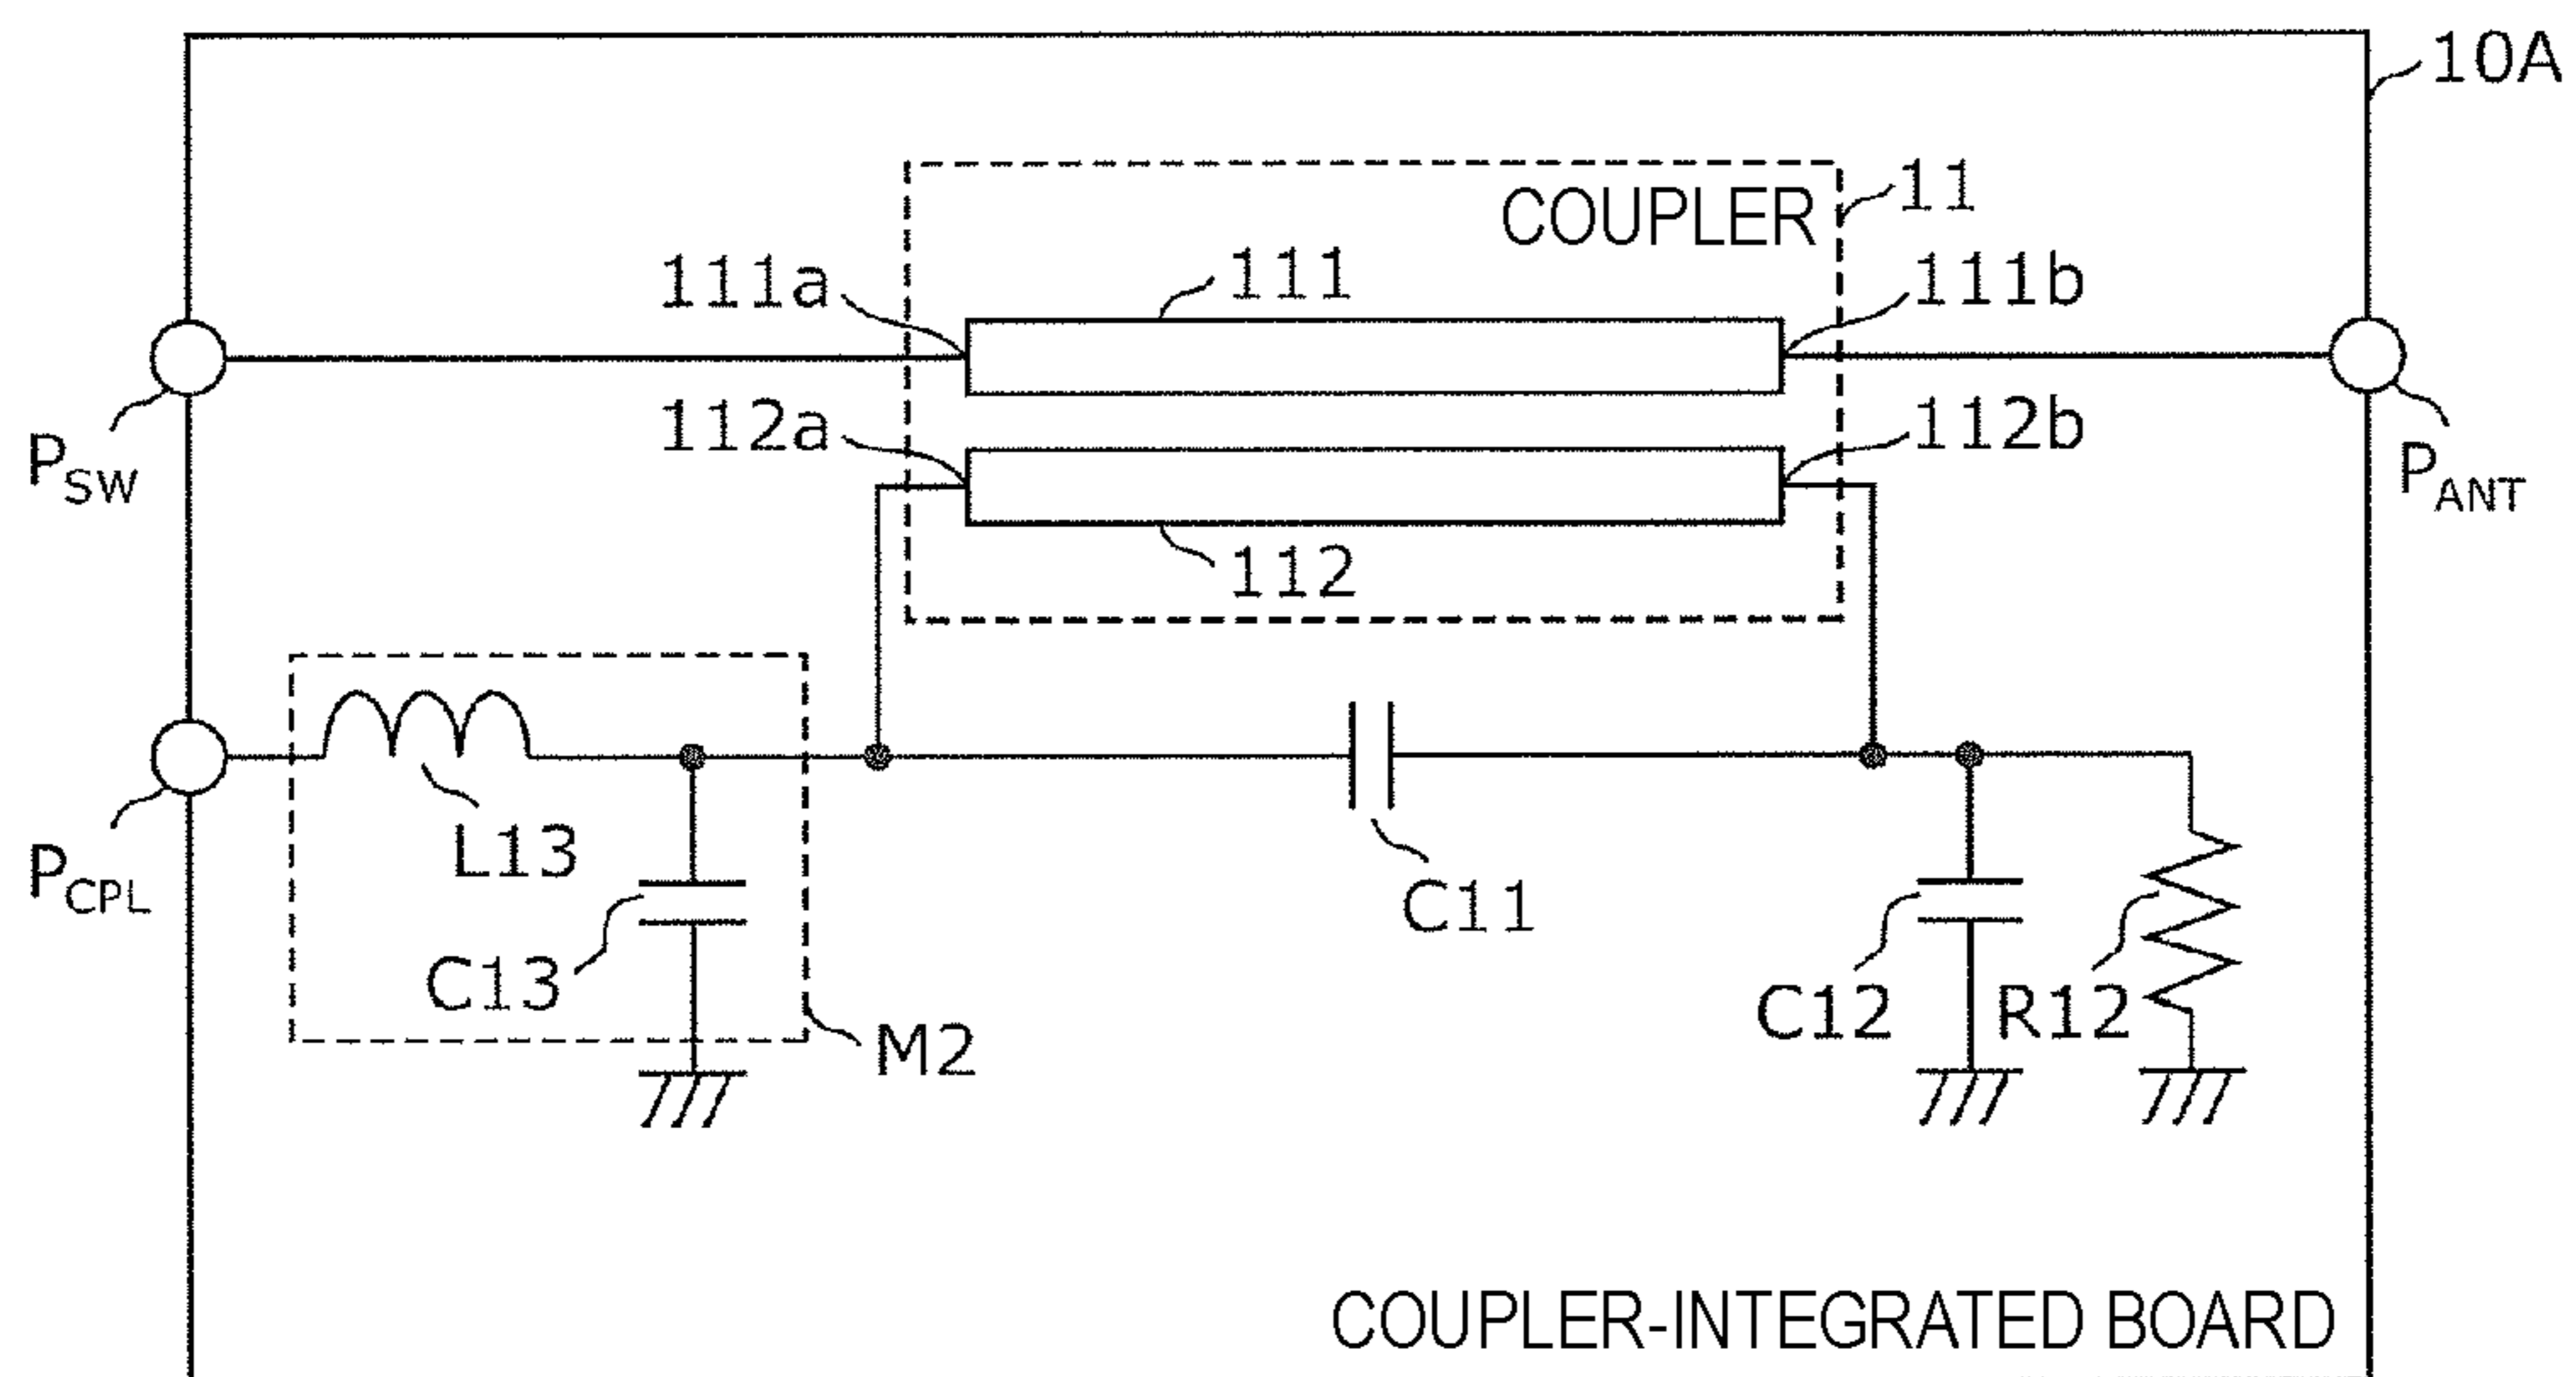 10A
11
COUPLER
111a
111
111b
112a
112b
P_SW
P_ANT
112
L13
P_CPL
C11
C13
C12
R12
M2
COUPLER-INTEGRATED BOARD